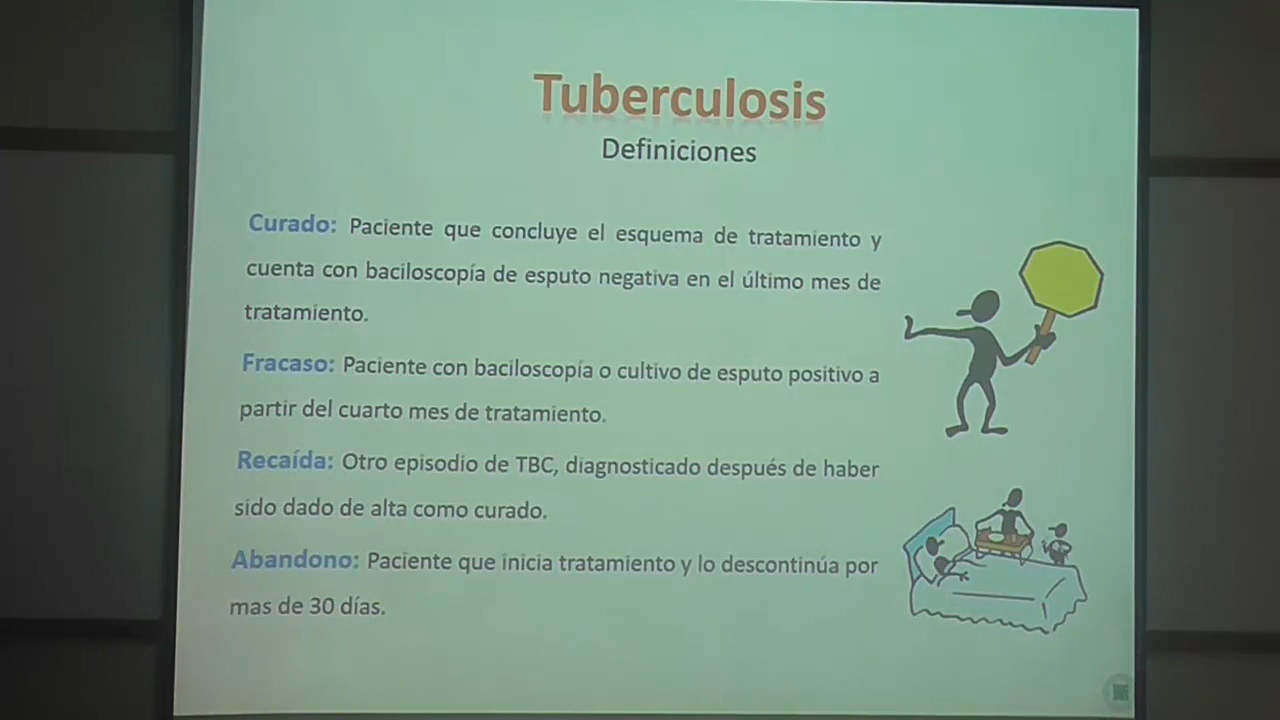 Tuberculosis
Definiciones
Curado: Paciente que concluye el esquema de tratamiento y
cuenta con baciloscopía de esputo negativa en el último mes de
tratamiento.
Fracaso: Paciente con baciloscopía o cultivo de esputo positivo a
partir del cuarto mes de tratamiento.
Recaída: Otro episodio de TBC, diagnosticado después de haber
sido dado de alta como curado.
Abandono: Paciente que inicia tratamiento y lo descontinúa por
mas de 30 días.